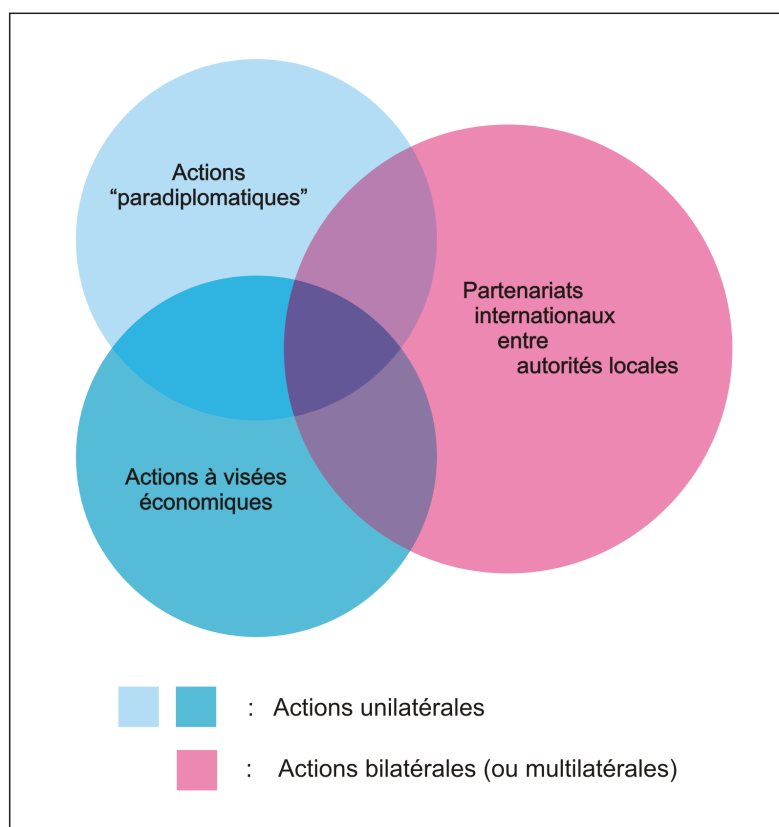 Actions
“paradiplomatiques”
Partenariats
internationaux
entre
autorités locales
Actions à visées
économiques
: Actions unilatérales
: Actions bilatérales (ou multilatérales)